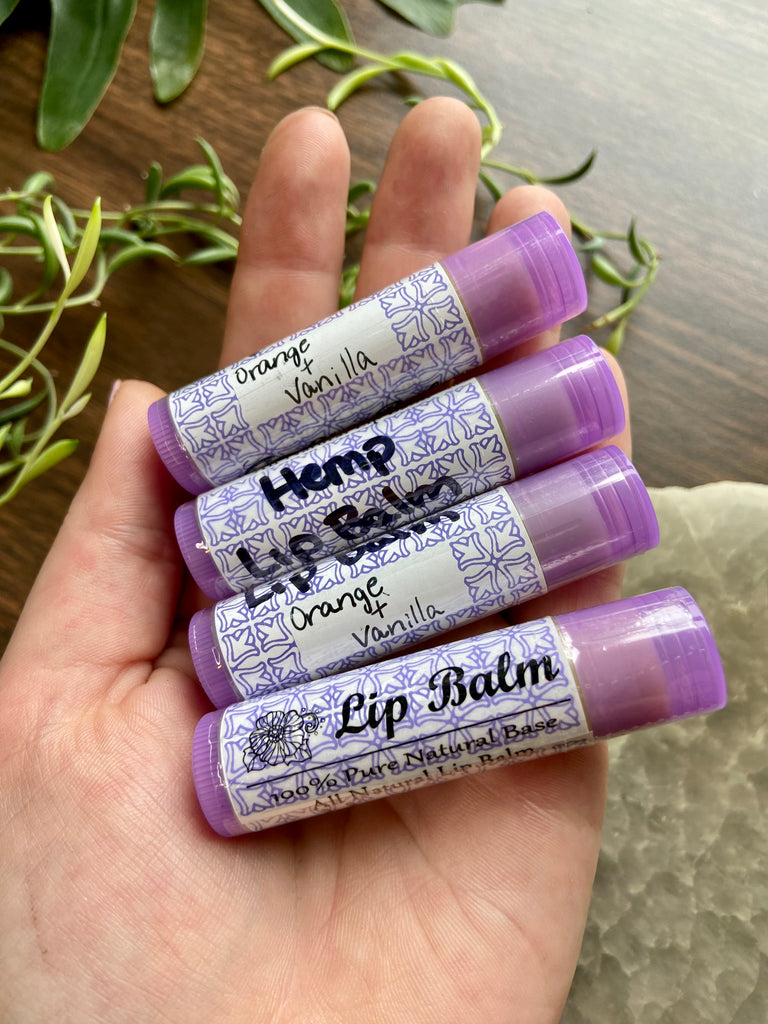 Orange
+
Vanilla
Hemp
Lip Balm
Orange
+
Vanilla
Lip Balm
100% Pure Natural Base
All Natural Lip Balm